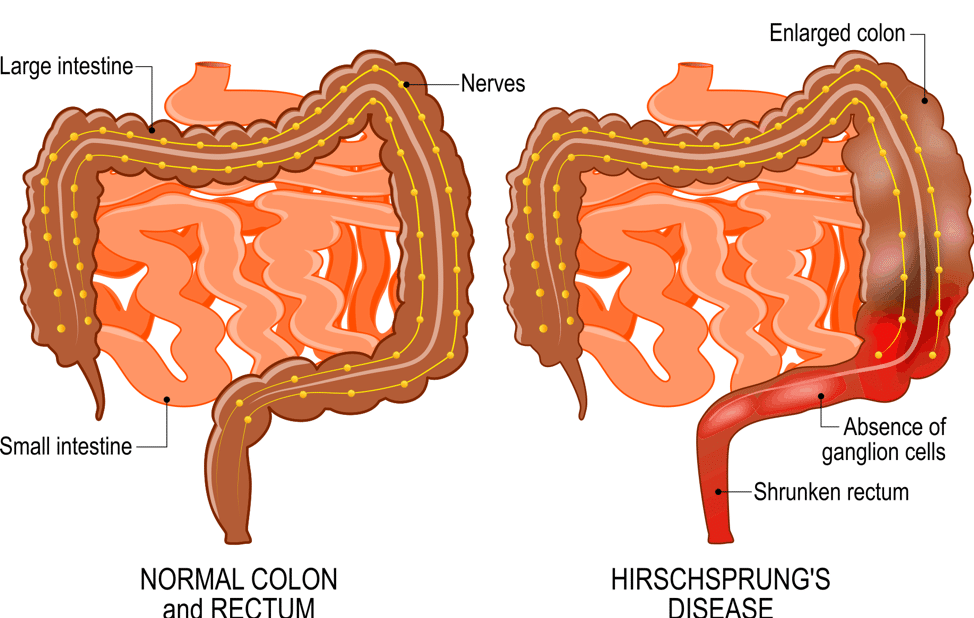 Enlarged colon
Large intestine
Nerves
Small intestine
Absence of
ganglion cells
Shrunken rectum
NORMAL COLON
and RECTUM
HIRSCHSPRUNG'S
DISEASE